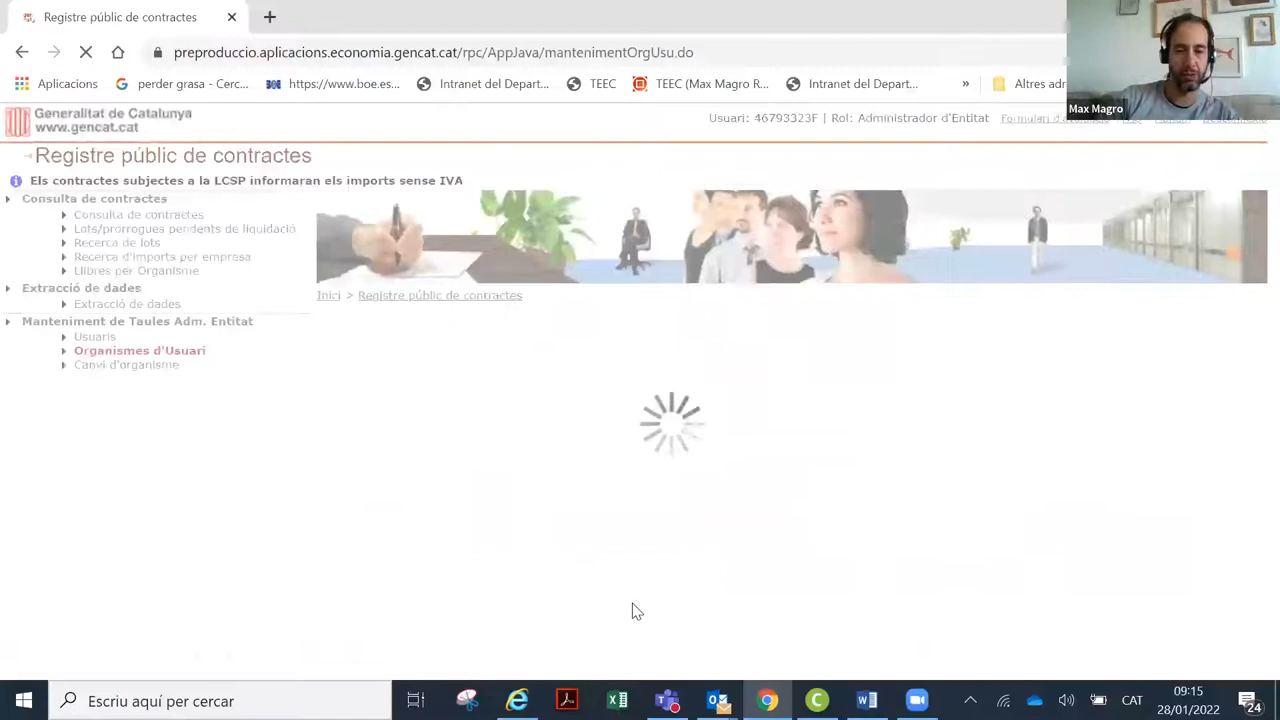 Registre públic de contractes
preproduccio.aplicacions.economia.gencat.cat/rpc/AppJava/mantenimentOrgUsu.do
Aplicacions
perder grasa - Cerc...
https://www.boe.es...
Intranet del Depart...
TEEC
TEEC (Max Magro R...
Intranet del Depart...
»
Altres adr
Max Magro
Generalitat de Catalunya
www.gencat.cat
Usuari: 46793323F | Rol: Administrador d'Entitat
Registre públic de contractes
Els contractes subjectes a la LCSP informaran els imports sense IVA
Consulta de contractes
Consulta de contractes
Lots/pròrrogues pendents de liquidació
Recerca de lots
Recerca d'imports per empresa
Llibres per Organisme
Extracció de dades
Extracció de dades
Manteniment de Taules Adm. Entitat
Usuaris
Organismes d'Usuari
Canvi d'organisme
Inici > Registre públic de contractes
Escriu aquí per cercar
CAT
09:15
28/01/2022
24